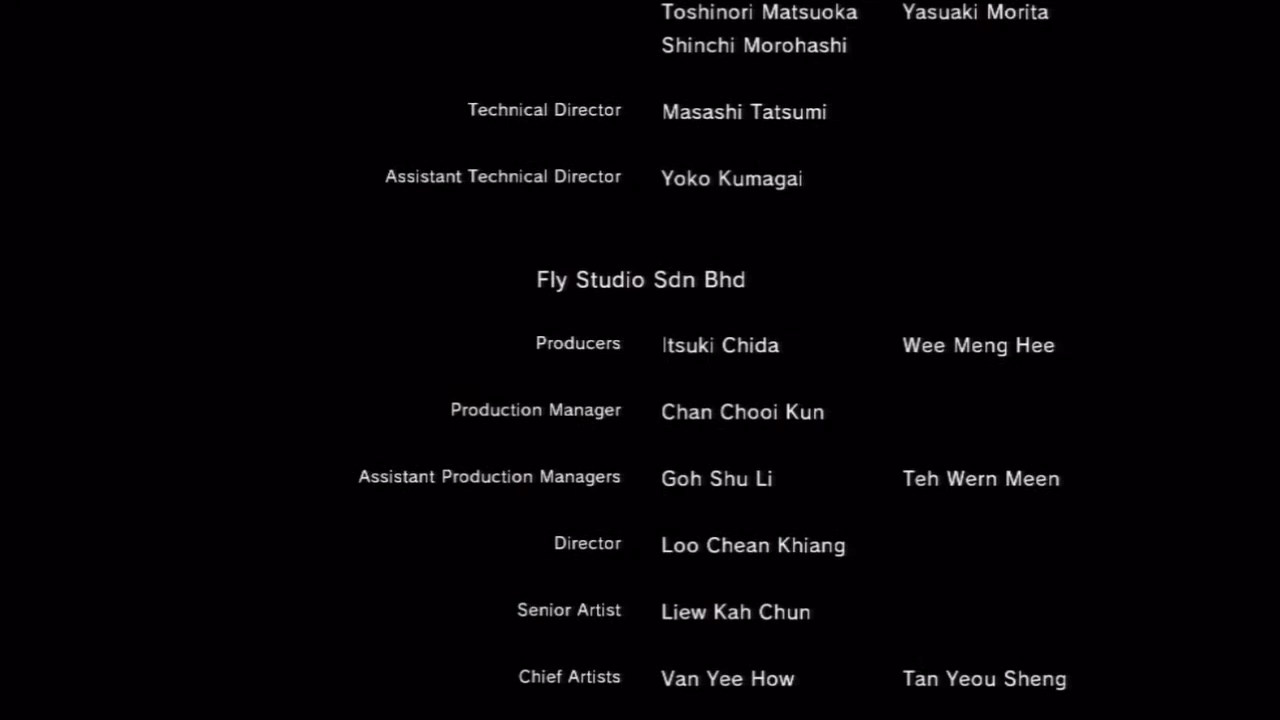 Toshinori Matsuoka Yasuaki Morita
Shinchi Morohashi
Technical Director Masashi Tatsumi
Assistant Technical Director Yoko Kumagai
Fly Studio Sdn Bhd
Producers Itsuki Chida Wee Meng Hee
Production Manager Chan Chooi Kun
Assistant Production Managers Goh Shu Li Teh Wern Meen
Director Loo Chean Khiang
Senior Artist Liew Kah Chun
Chief Artists Van Yee How Tan Yeou Sheng